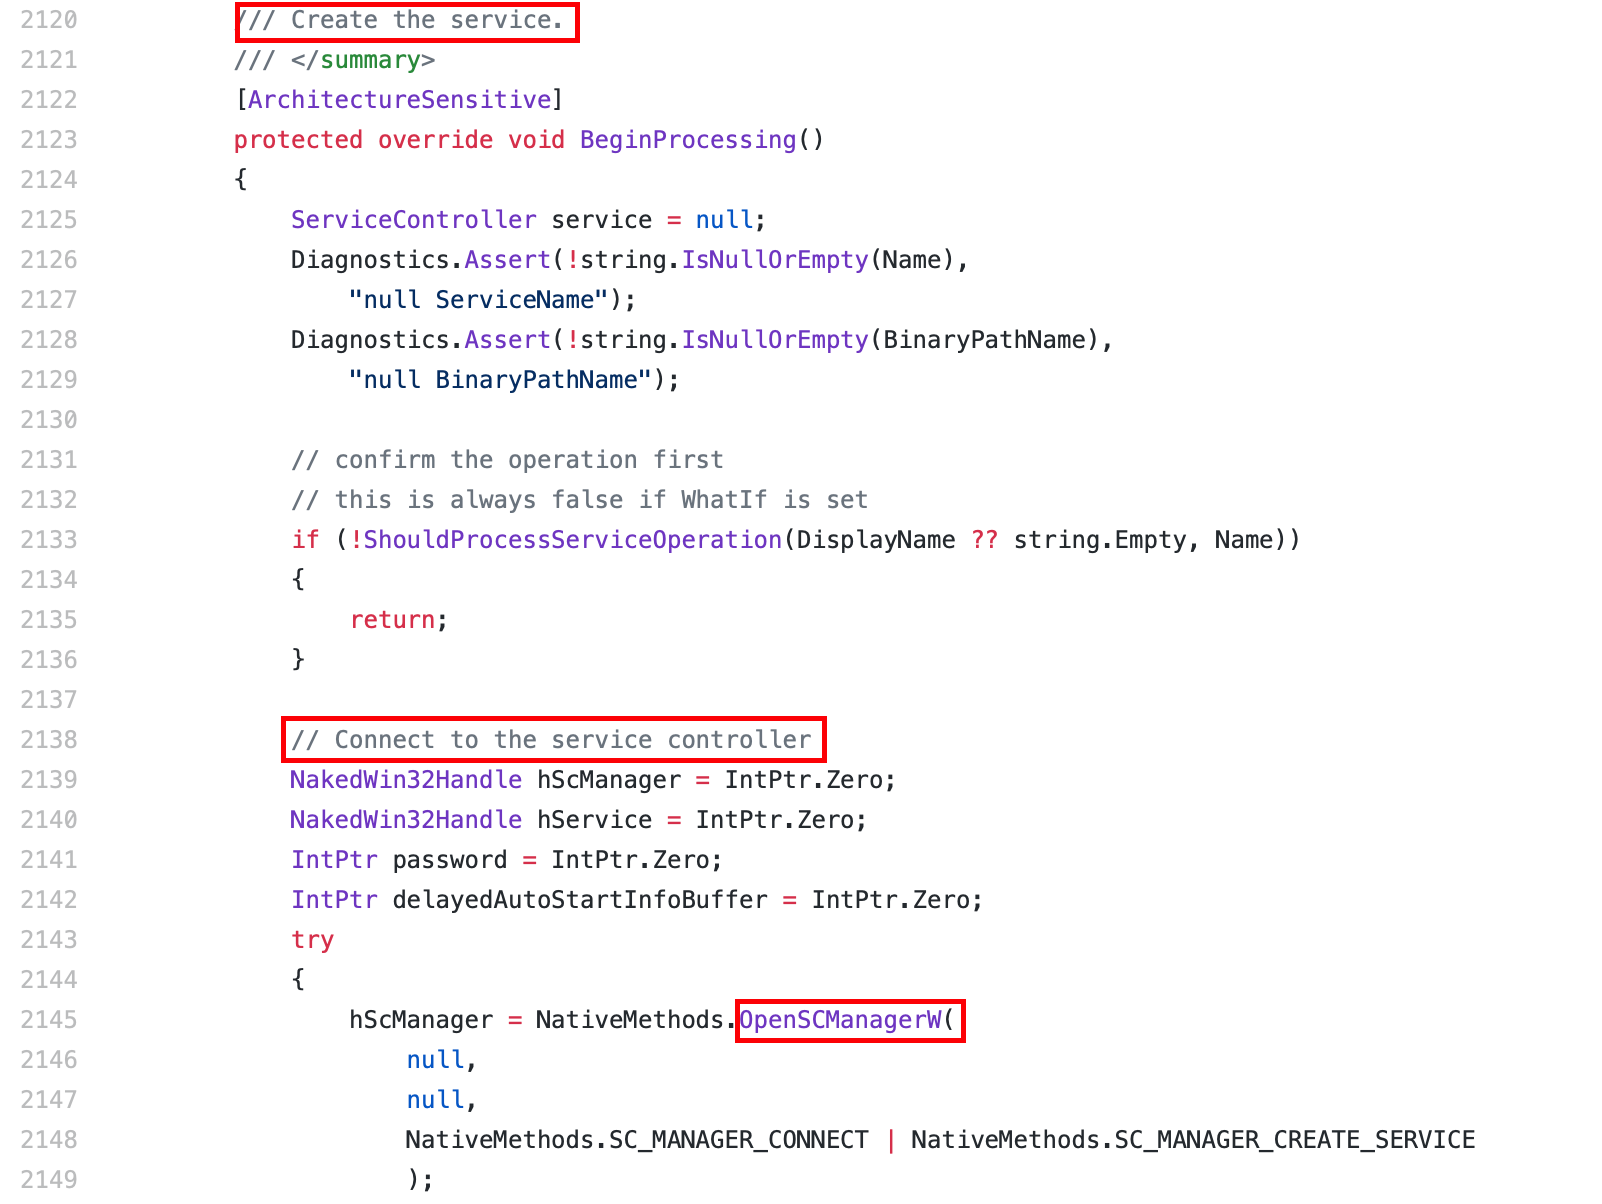 2120 /// Create the service.
2121 /// </summary>
2122 [ArchitectureSensitive]
2123 protected override void BeginProcessing()
2124 {
2125 ServiceController service = null;
2126 Diagnostics.Assert(!string.IsNullOrEmpty(Name),
2127 "null ServiceName");
2128 Diagnostics.Assert(!string.IsNullOrEmpty(BinaryPathName),
2129 "null BinaryPathName");
2130
2131 // confirm the operation first
2132 // this is always false if WhatIf is set
2133 if (!ShouldProcessServiceOperation(DisplayName ?? string.Empty, Name))
2134 {
2135 return;
2136 }
2137
2138 // Connect to the service controller
2139 NakedWin32Handle hScManager = IntPtr.Zero;
2140 NakedWin32Handle hService = IntPtr.Zero;
2141 IntPtr password = IntPtr.Zero;
2142 IntPtr delayedAutoStartInfoBuffer = IntPtr.Zero;
2143 try
2144 {
2145 hScManager = NativeMethods.OpenSCManagerW(
2146 null,
2147 null,
2148 NativeMethods.SC_MANAGER_CONNECT | NativeMethods.SC_MANAGER_CREATE_SERVICE
2149 );